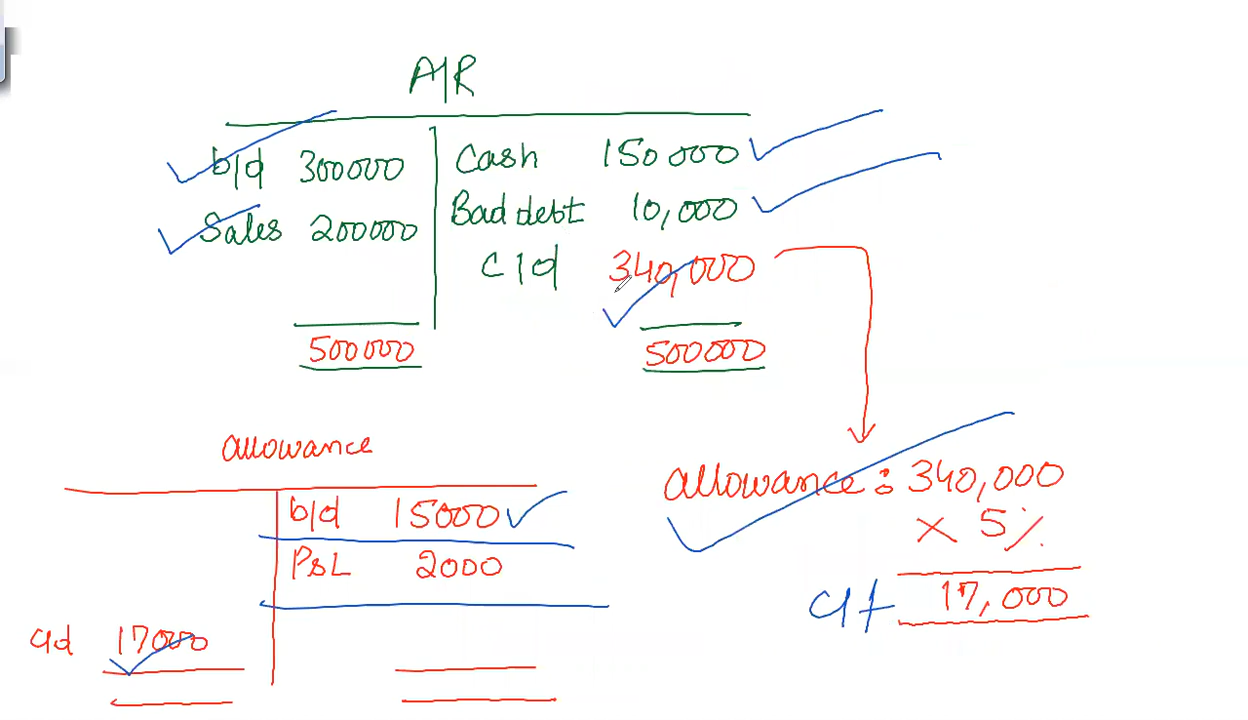 A/R
b/d 300000 Cash 150000
Sales 200000 Bad debt 10,000
c/d 340,000
500000 500000
allowance
b/d 15000
P&L 2000
c/d 17000
allowance: 340,000
x 5%
c/f 17,000